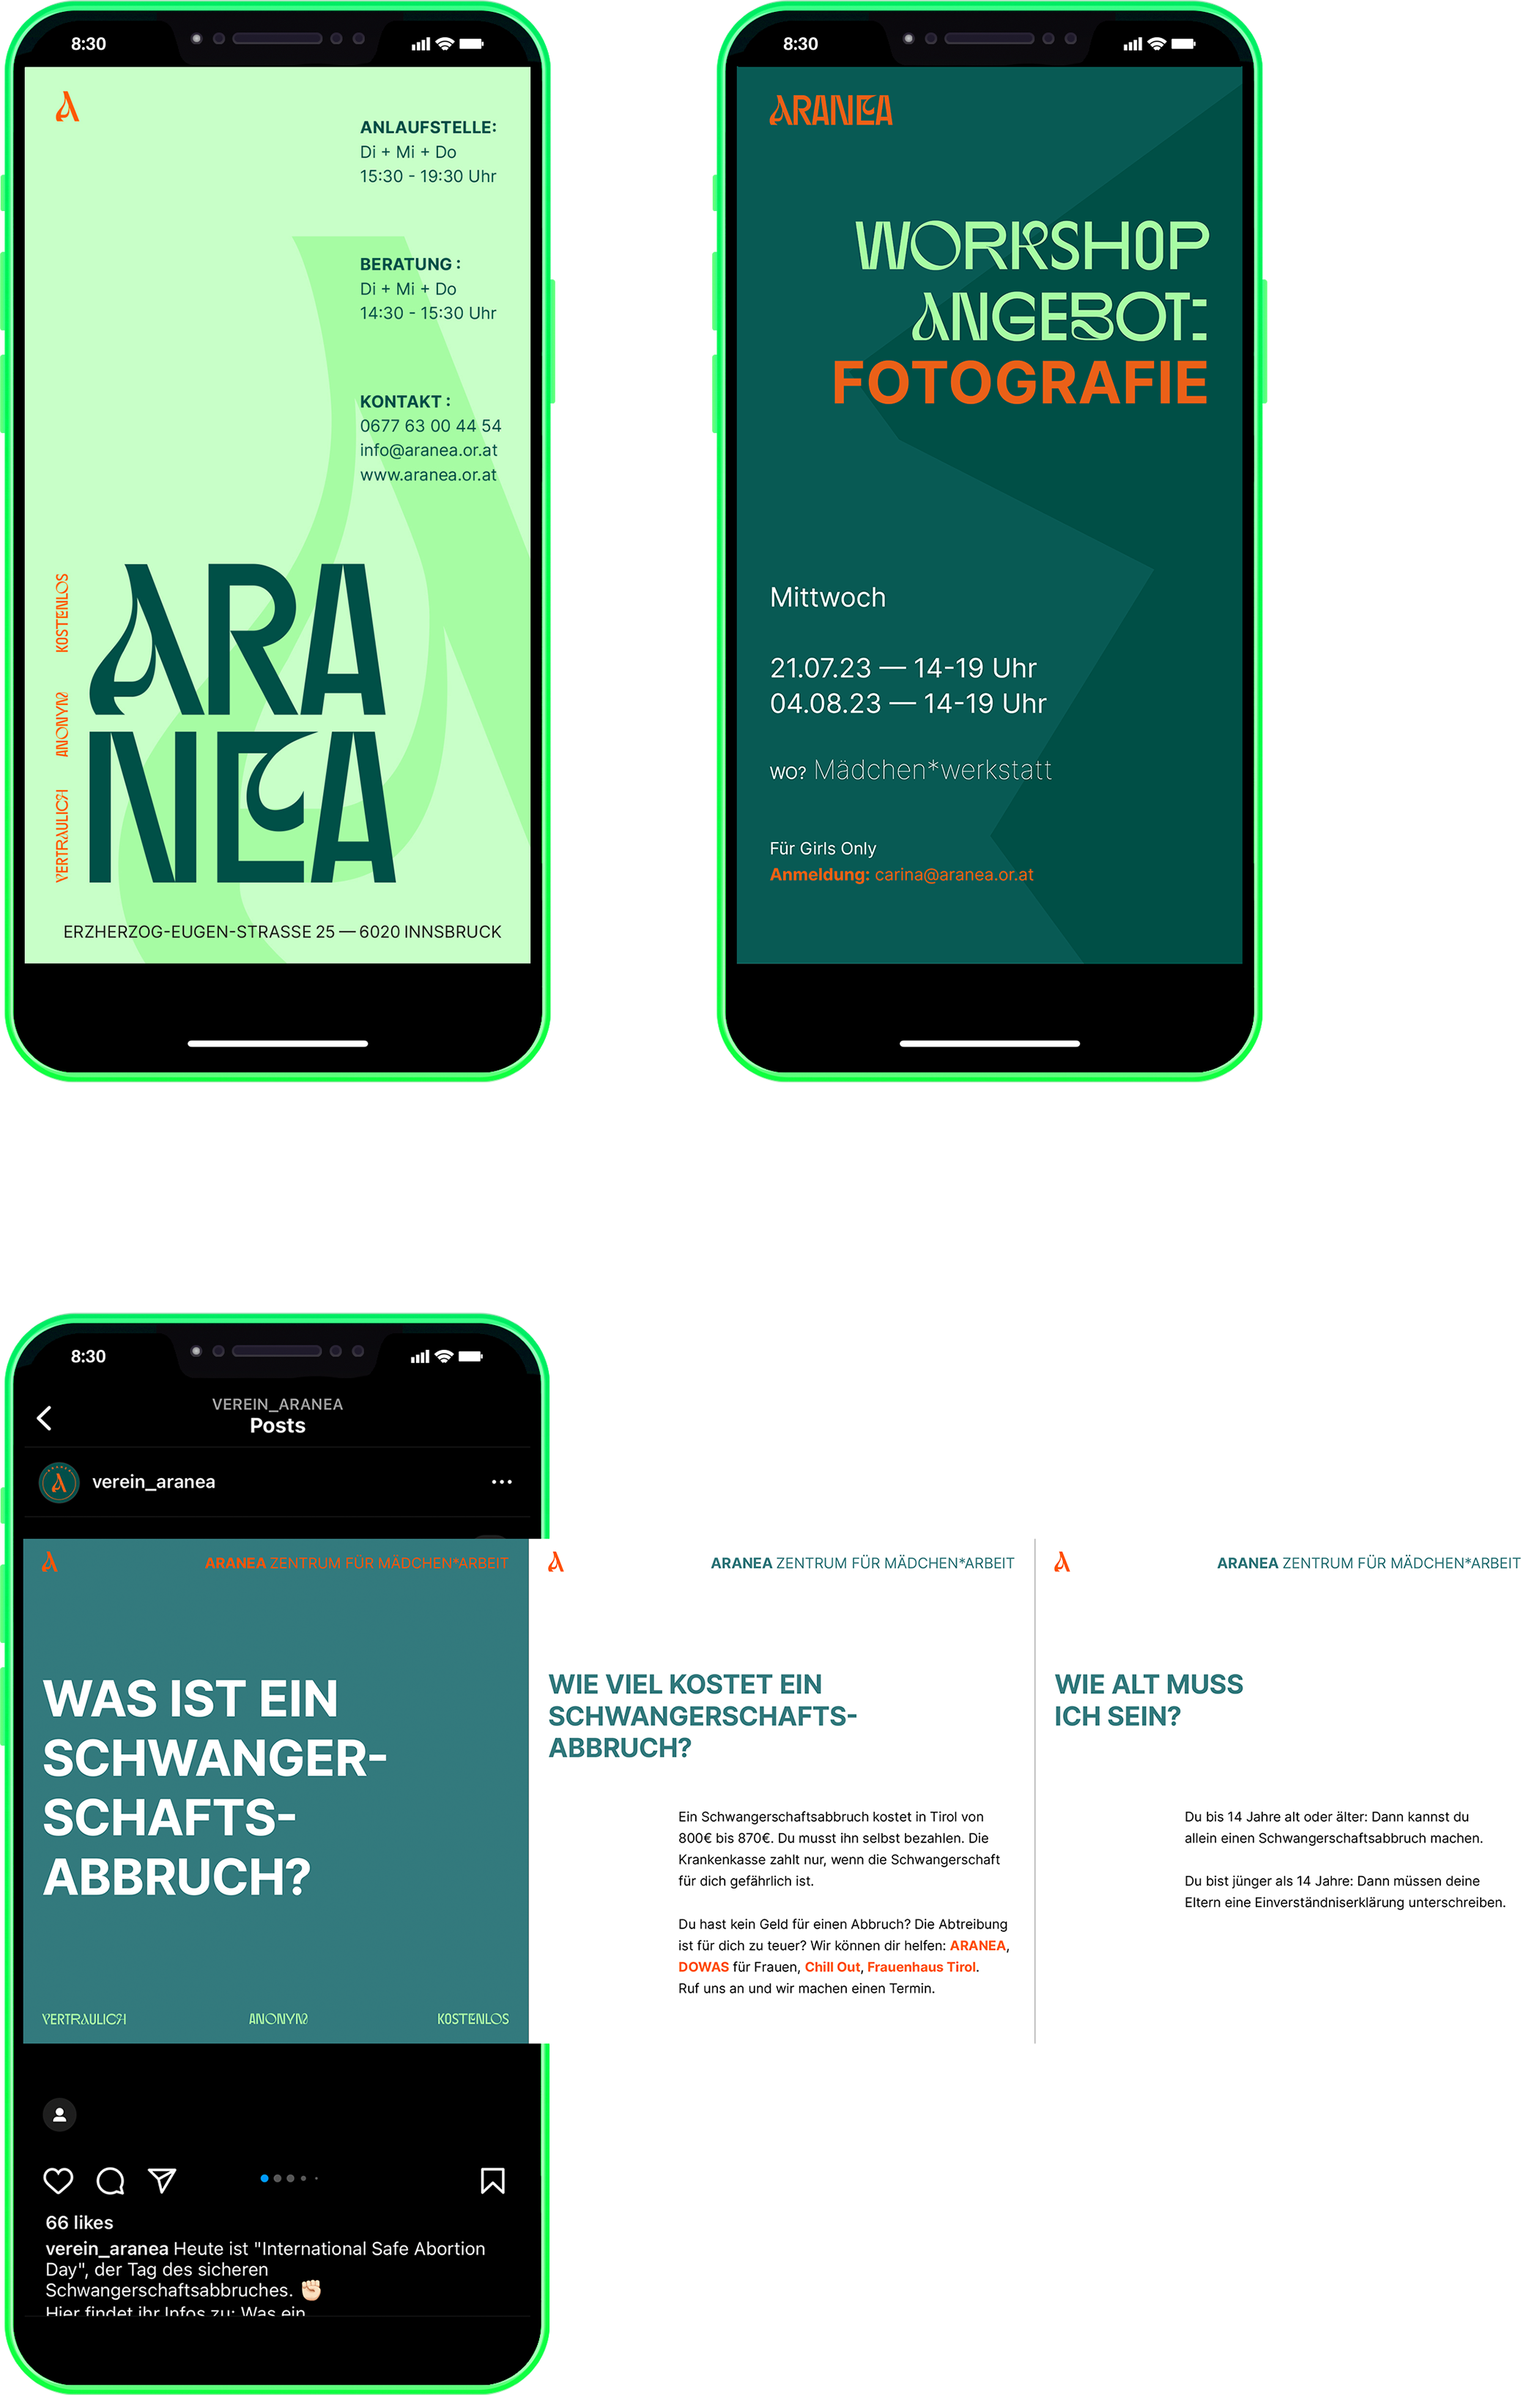 8:30
ANLAUFSTELLE:
Di + Mi + Do
15:30 - 19:30 Uhr
BERATUNG :
Di + Mi + Do
14:30 - 15:30 Uhr
KONTAKT :
0677 63 00 44 54
info@aranea.or.at
www.aranea.or.at
KOSTENLOS
ANONYM
VERTRAULICH
ARA
NEA
ERZHERZOG-EUGEN-STRASSE 25 — 6020 INNSBRUCK
8:30
ARANEA
WORKSHOP
ANGEBOT:
FOTOGRAFIE
Mittwoch
21.07.23 — 14-19 Uhr
04.08.23 — 14-19 Uhr
WO? Mädchen*werkstatt
Für Girls Only
Anmeldung: carina@aranea.or.at
8:30
VEREIN_ARANEA
Posts
verein_aranea
ARANEA ZENTRUM FÜR MÄDCHEN*ARBEIT
WAS IST EIN
SCHWANGER-
SCHAFTS-
ABBRUCH?
VERTRAULICH
ANONYM
KOSTENLOS
ARANEA ZENTRUM FÜR MÄDCHEN*ARBEIT
WIE VIEL KOSTET EIN
SCHWANGERSCHAFTS-
ABBRUCH?
Ein Schwangerschaftsabbruch kostet in Tirol von
800€ bis 870€. Du musst ihn selbst bezahlen. Die
Krankenkasse zahlt nur, wenn die Schwangerschaft
für dich gefährlich ist.
Du hast kein Geld für einen Abbruch? Die Abtreibung
ist für dich zu teuer? Wir können dir helfen: ARANEA,
DOWAS für Frauen, Chill Out, Frauenhaus Tirol.
Ruf uns an und wir machen einen Termin.
ARANEA ZENTRUM FÜR MÄDCHEN*ARBEIT
WIE ALT MUSS
ICH SEIN?
Du bis 14 Jahre alt oder älter: Dann kannst du
allein einen Schwangerschaftsabbruch machen.
Du bist jünger als 14 Jahre: Dann müssen deine
Eltern eine Einverständniserklärung unterschreiben.
66 likes
verein_aranea Heute ist "International Safe Abortion
Day", der Tag des sicheren
Schwangerschaftsabbruches. ✊🏻
Hier findet ihr Infos zu: Was ein